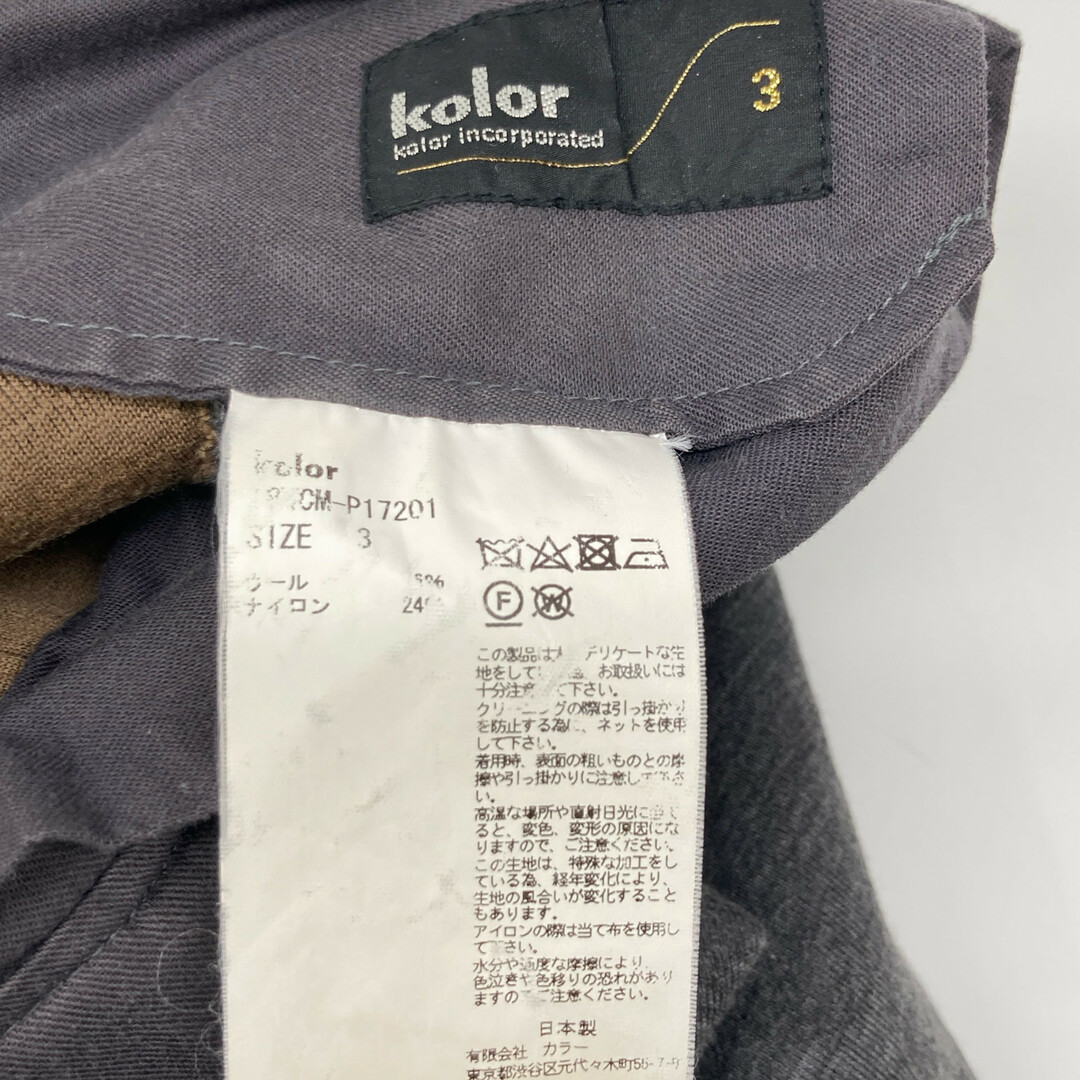 kolor
3
kolor incorporated
kolor
CM-P17201
SIZE 3
ウール 6%
ナイロン 24
F
W
この製品は デリケートな生
地をして お取扱いには
十分注意 て下さい。
クリーニングの際は引っ掛かり
を防止する為に、ネットを使用
して下さい。
着用時、表面の粗いものとの摩
擦や引っ掛かりに注意して下さ
い。
高温な場所や直射日光に
ると、変色、変形の原因にな
りますので、ご注意ください。
この生地は、特殊な加工をし
ている為、経年変化により、
生地の風合いが変化すること
もあります。
アイロンの際は当て布を使用し
て下さい。
水分や過度な摩擦により、
色泣きや色移りの恐れがあり
ますの ご注意ください。
日本製
有限会社 カラー
東京都渋谷区元代々木町55-7-